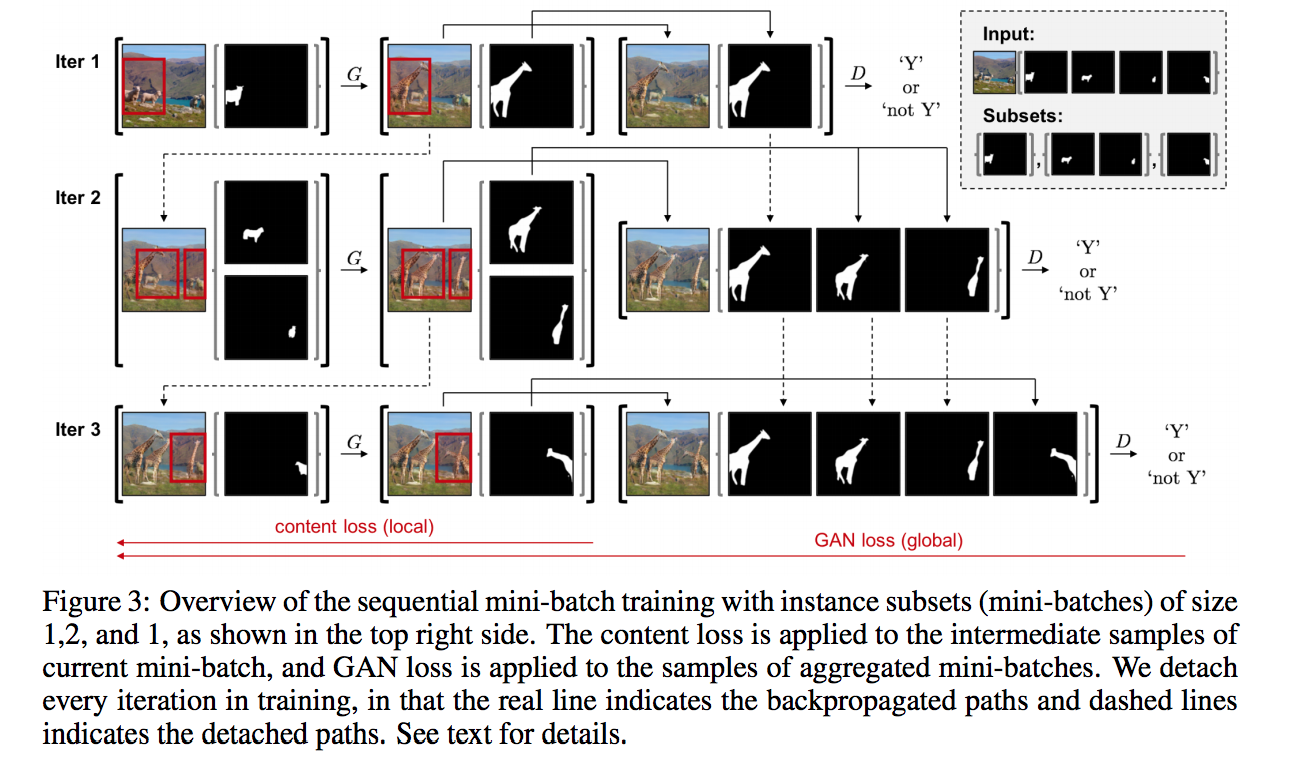 Iter 1
G
D
‘Y’
or
‘not Y’
Input:
Subsets:
, ,
Iter 2
G
D
‘Y’
or
‘not Y’
Iter 3
G
D
‘Y’
or
‘not Y’
content loss (local)
GAN loss (global)
Figure 3: Overview of the sequential mini-batch training with instance subsets (mini-batches) of size
1,2, and 1, as shown in the top right side. The content loss is applied to the intermediate samples of
current mini-batch, and GAN loss is applied to the samples of aggregated mini-batches. We detach
every iteration in training, in that the real line indicates the backpropagated paths and dashed lines
indicates the detached paths. See text for details.